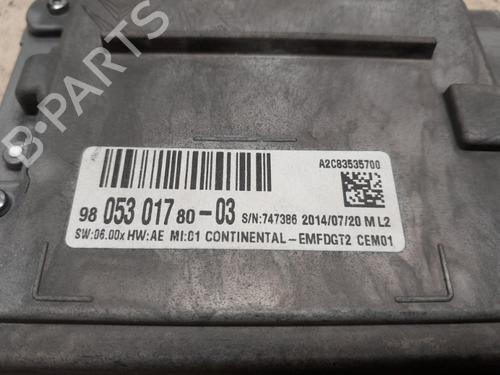 B-PARTS
A2C83535700
98 053 017 80-03 S/N:747386 2014/07/20 M L2
SW:06.00x HW:AE MI:01 CONTINENTAL-EMFDGT2 CEM01